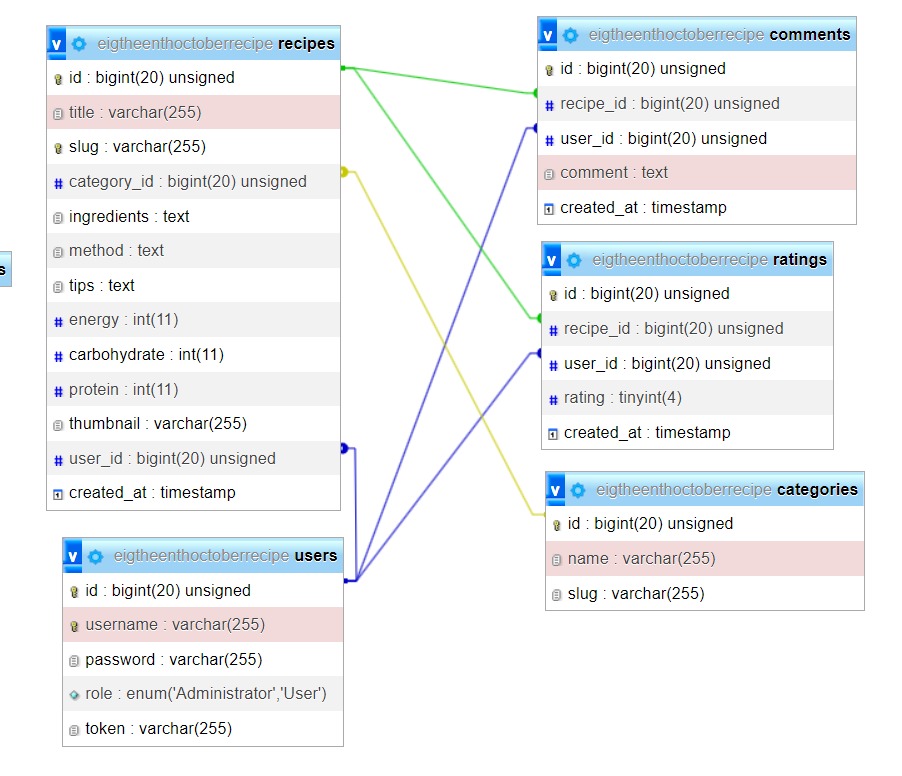 v eigtheenthoctoberrecipe recipes
id : bigint(20) unsigned
title : varchar(255)
slug : varchar(255)
# category_id : bigint(20) unsigned
ingredients : text
method : text
tips : text
# energy : int(11)
# carbohydrate : int(11)
# protein : int(11)
thumbnail : varchar(255)
# user_id : bigint(20) unsigned
created_at : timestamp
s
v eigtheenthoctoberrecipe users
id : bigint(20) unsigned
username : varchar(255)
password : varchar(255)
role : enum('Administrator','User')
token : varchar(255)
v eigtheenthoctoberrecipe comments
id : bigint(20) unsigned
# recipe_id : bigint(20) unsigned
# user_id : bigint(20) unsigned
comment : text
created_at : timestamp
v eigtheenthoctoberrecipe ratings
id : bigint(20) unsigned
# recipe_id : bigint(20) unsigned
# user_id : bigint(20) unsigned
# rating : tinyint(4)
created_at : timestamp
v eigtheenthoctoberrecipe categories
id : bigint(20) unsigned
name : varchar(255)
slug : varchar(255)